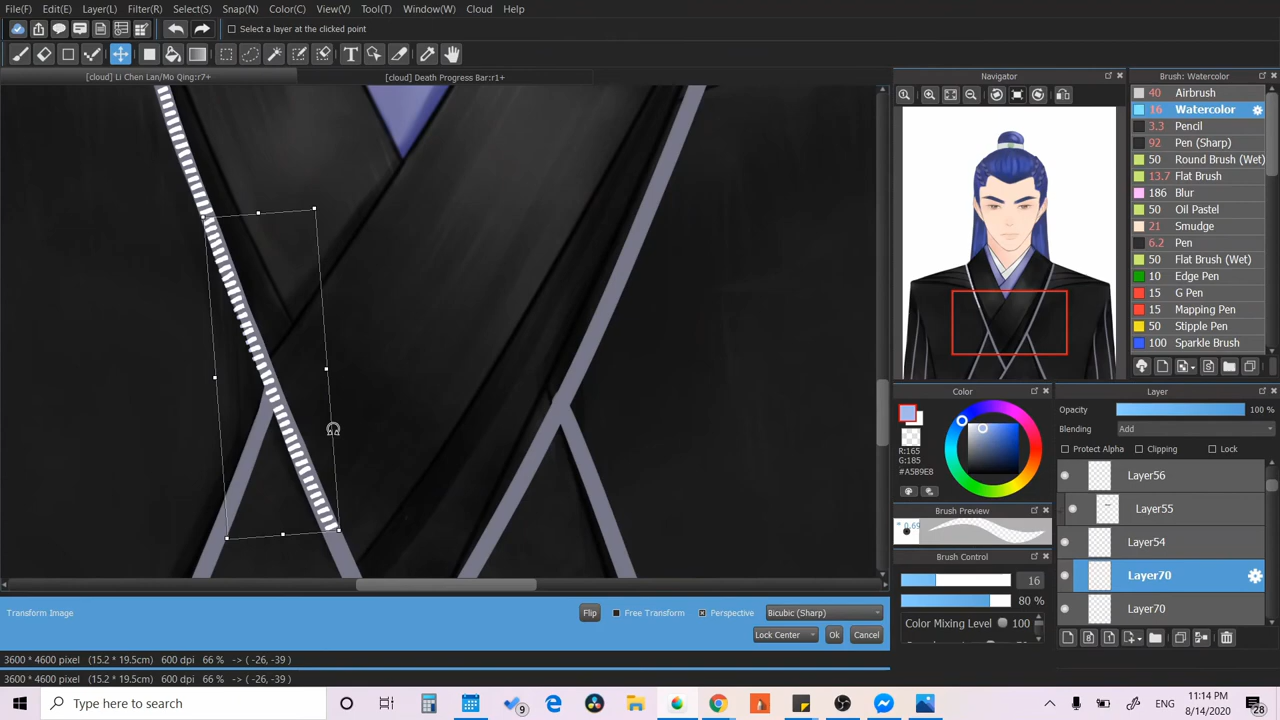 File(F) Edit(E) Layer(L) Filter(R) Select(S) Snap(N) Color(C) View(V) Tool(T) Window(W) Cloud Help
Select a layer at the clicked point
T
[cloud] Li Chen Lan/Mo Qing:r7+ [cloud] Death Progress Bar:r1+
Navigator
Brush: Watercolor
40 Airbrush
16 Watercolor
3.3 Pencil
92 Pen (Sharp)
50 Round Brush (Wet)
13.7 Flat Brush
186 Blur
50 Oil Pastel
21 Smudge
6.2 Pen
50 Flat Brush (Wet)
10 Edge Pen
15 G Pen
15 Mapping Pen
50 Stipple Pen
100 Sparkle Brush
Color
R:165
G:185
#A5B9E8
Brush Preview
* 0.69
Brush Control
16
80 %
Color Mixing Level 100
Layer
Opacity 100 %
Blending Add
Protect Alpha Clipping Lock
Layer56
Layer55
Layer54
Layer70
Layer70
Transform Image Flip Free Transform Perspective Bicubic (Sharp)
Lock Center Ok Cancel
3600 * 4600 pixel (15.2 * 19.5cm) 600 dpi 66 % -> ( -26, -39 )
3600 * 4600 pixel (15.2 * 19.5cm) 600 dpi 66 % -> ( -26, -39 )
Type here to search
9
ENG
11:14 PM
8/14/2020
28